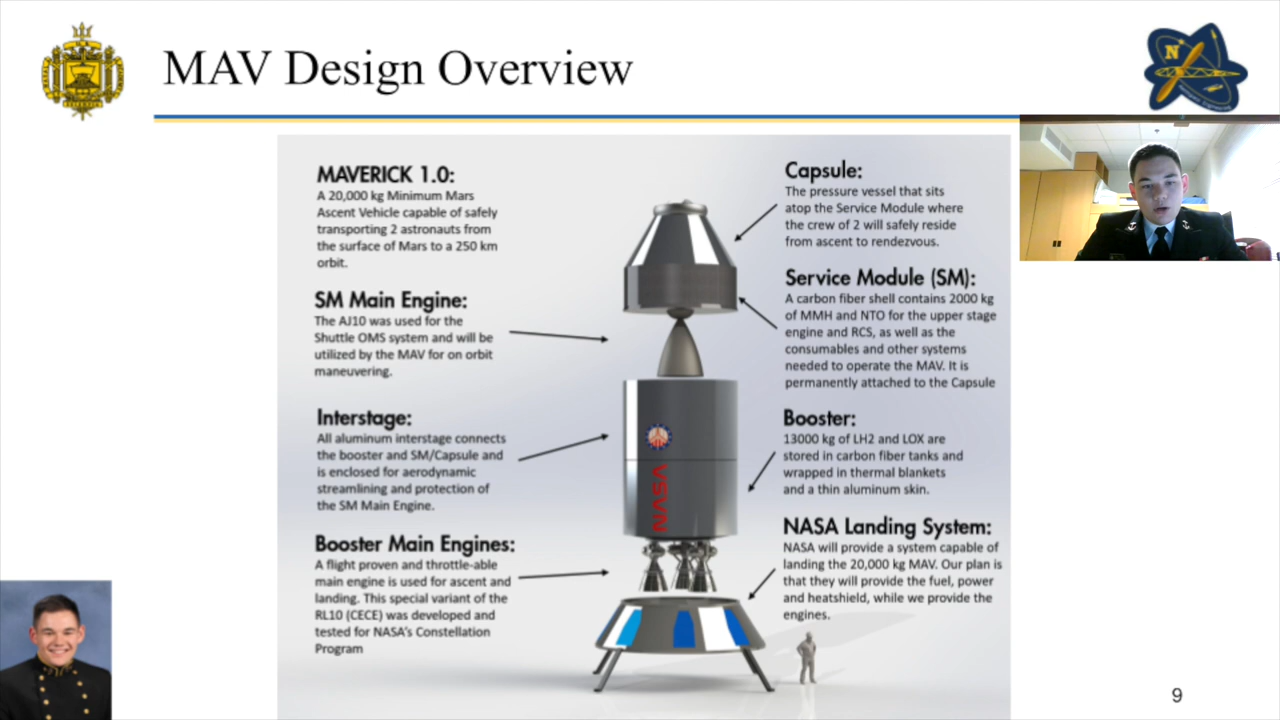 MAV Design Overview
N
MAVERICK 1.0:
A 20,000 kg Minimum Mars
Ascent Vehicle capable of safely
transporting 2 astronauts from
the surface of Mars to a 250 km
orbit.
SM Main Engine:
The AJ10 was used for the
Shuttle OMS system and will be
utilized by the MAV for on orbit
maneuvering.
Interstage:
All aluminum interstage connects
the booster and SM/Capsule and
is enclosed for aerodynamic
streamlining and protection of
the SM Main Engine.
Booster Main Engines:
A flight proven and throttle-able
main engine is used for ascent and
landing. This special variant of the
RL10 (CECE) was developed and
tested for NASA's Constellation
Program
Capsule:
The pressure vessel that sits
atop the Service Module where
the crew of 2 will safely reside
from ascent to rendezvous.
Service Module (SM):
A carbon fiber shell contains 2000 kg
of MMH and NTO for the upper stage
engine and RCS, as well as the
consumables and other systems
needed to operate the MAV. It is
permanently attached to the Capsule
Booster:
13000 kg of LH2 and LOX are
stored in carbon fiber tanks and
wrapped in thermal blankets
and a thin aluminum skin.
NASA Landing System:
NASA will provide a system capable of
landing the 20,000 kg MAV. Our plan is
that they will provide the fuel, power
and heatshield, while we provide the
engines.
NASA
9